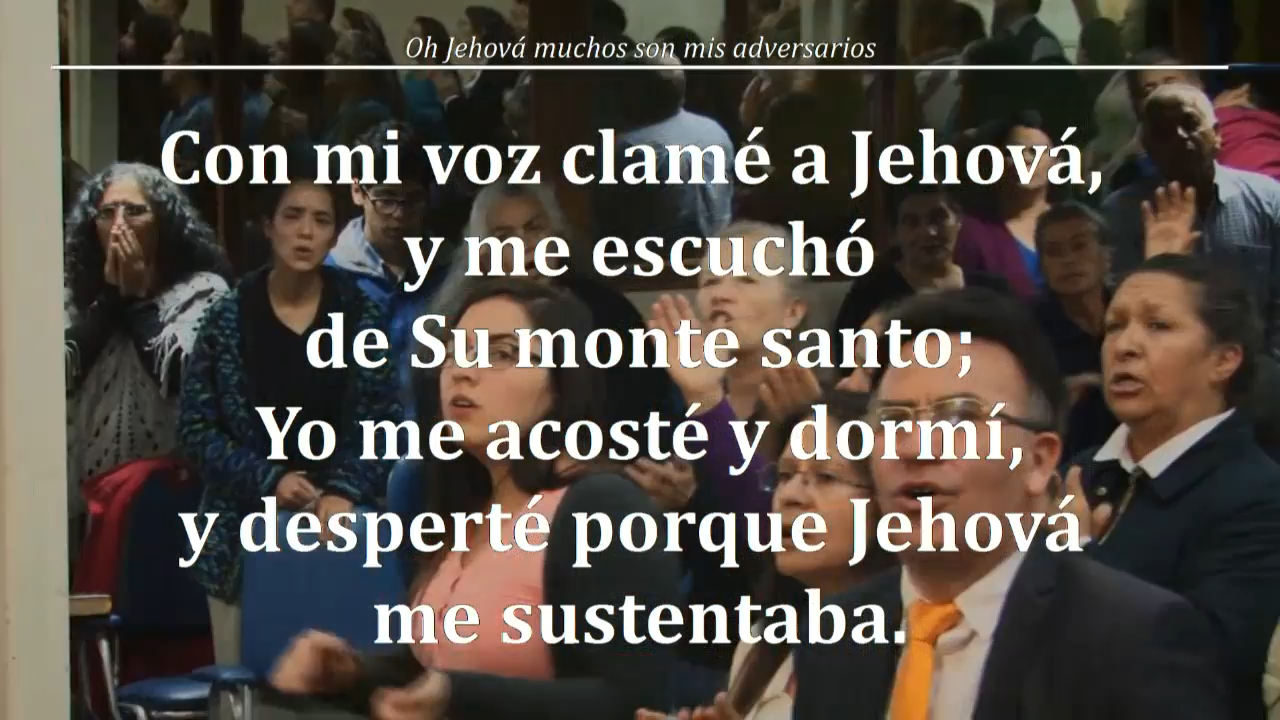 Oh Jehová muchos son mis adversarios
Con mi voz clamé a Jehová,
y me escuchó
de Su monte santo;
Yo me acosté y dormí,
y desperté porque Jehová
me sustentaba.